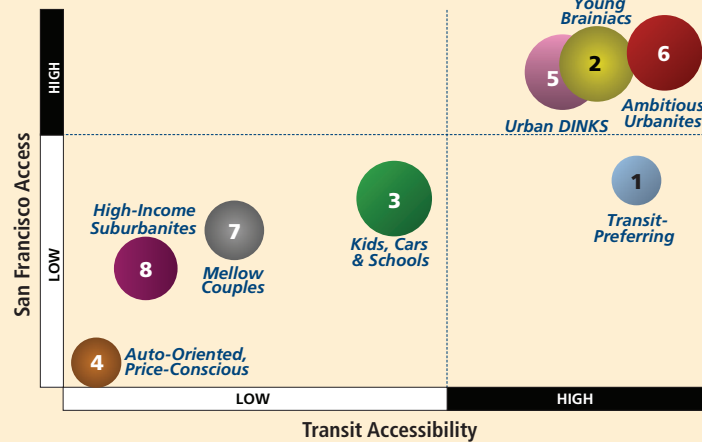 Young
Brainiacs
5
2
6
Urban DINKS
Ambitious
Urbanites
HIGH
San Francisco Access
LOW
1
Transit-
Preferring
3
Kids, Cars
& Schools
High-Income
Suburbanites
7
Mellow
Couples
8
4
Auto-Oriented,
Price-Conscious
LOW
HIGH
Transit Accessibility